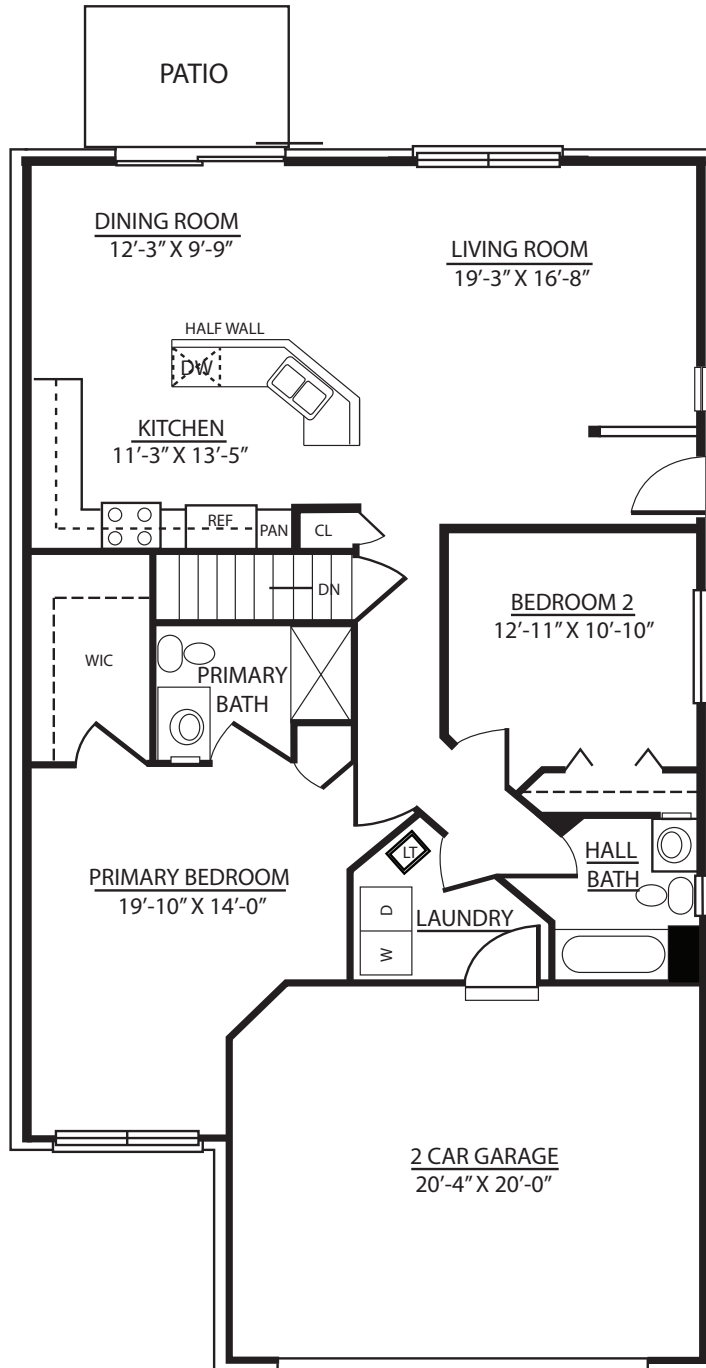 PATIO
DINING ROOM
12’-3” X 9’-9”
LIVING ROOM
19’-3” X 16’-8”
HALF WALL
DW
KITCHEN
11’-3” X 13’-5”
REF
PAN
CL
DN
BEDROOM 2
12’-11” X 10’-10”
WIC
PRIMARY
BATH
LT
HALL
BATH
PRIMARY BEDROOM
19’-10” X 14’-0”
D
LAUNDRY
W
2 CAR GARAGE
20’-4” X 20’-0”